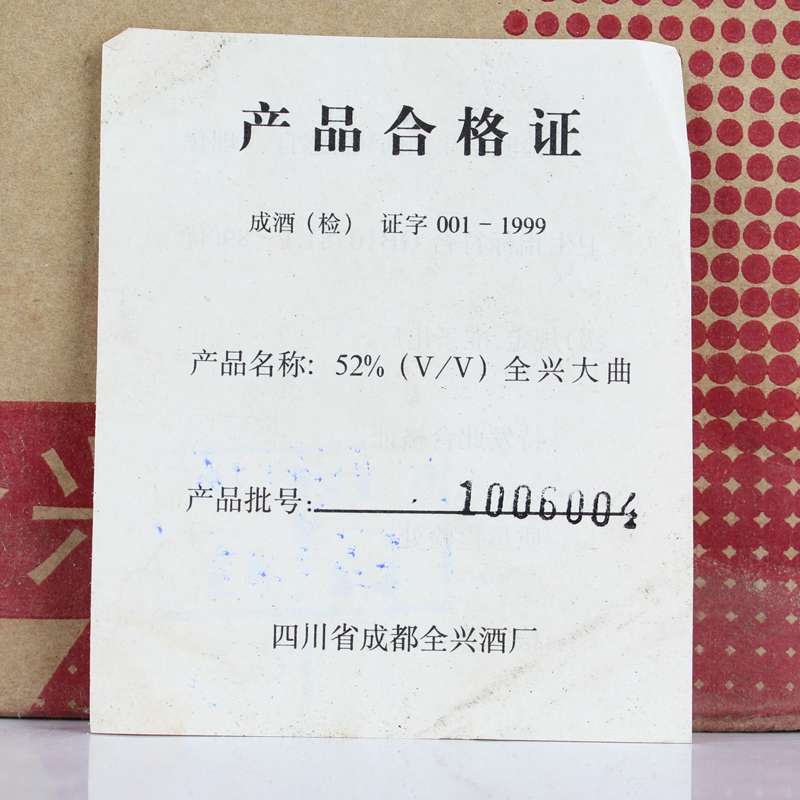 产品合格证
成酒（检） 证字 001-1999
产品名称：52%（V/V）全兴大曲
产品批号： 1006004
四川省成都全兴酒厂
兴